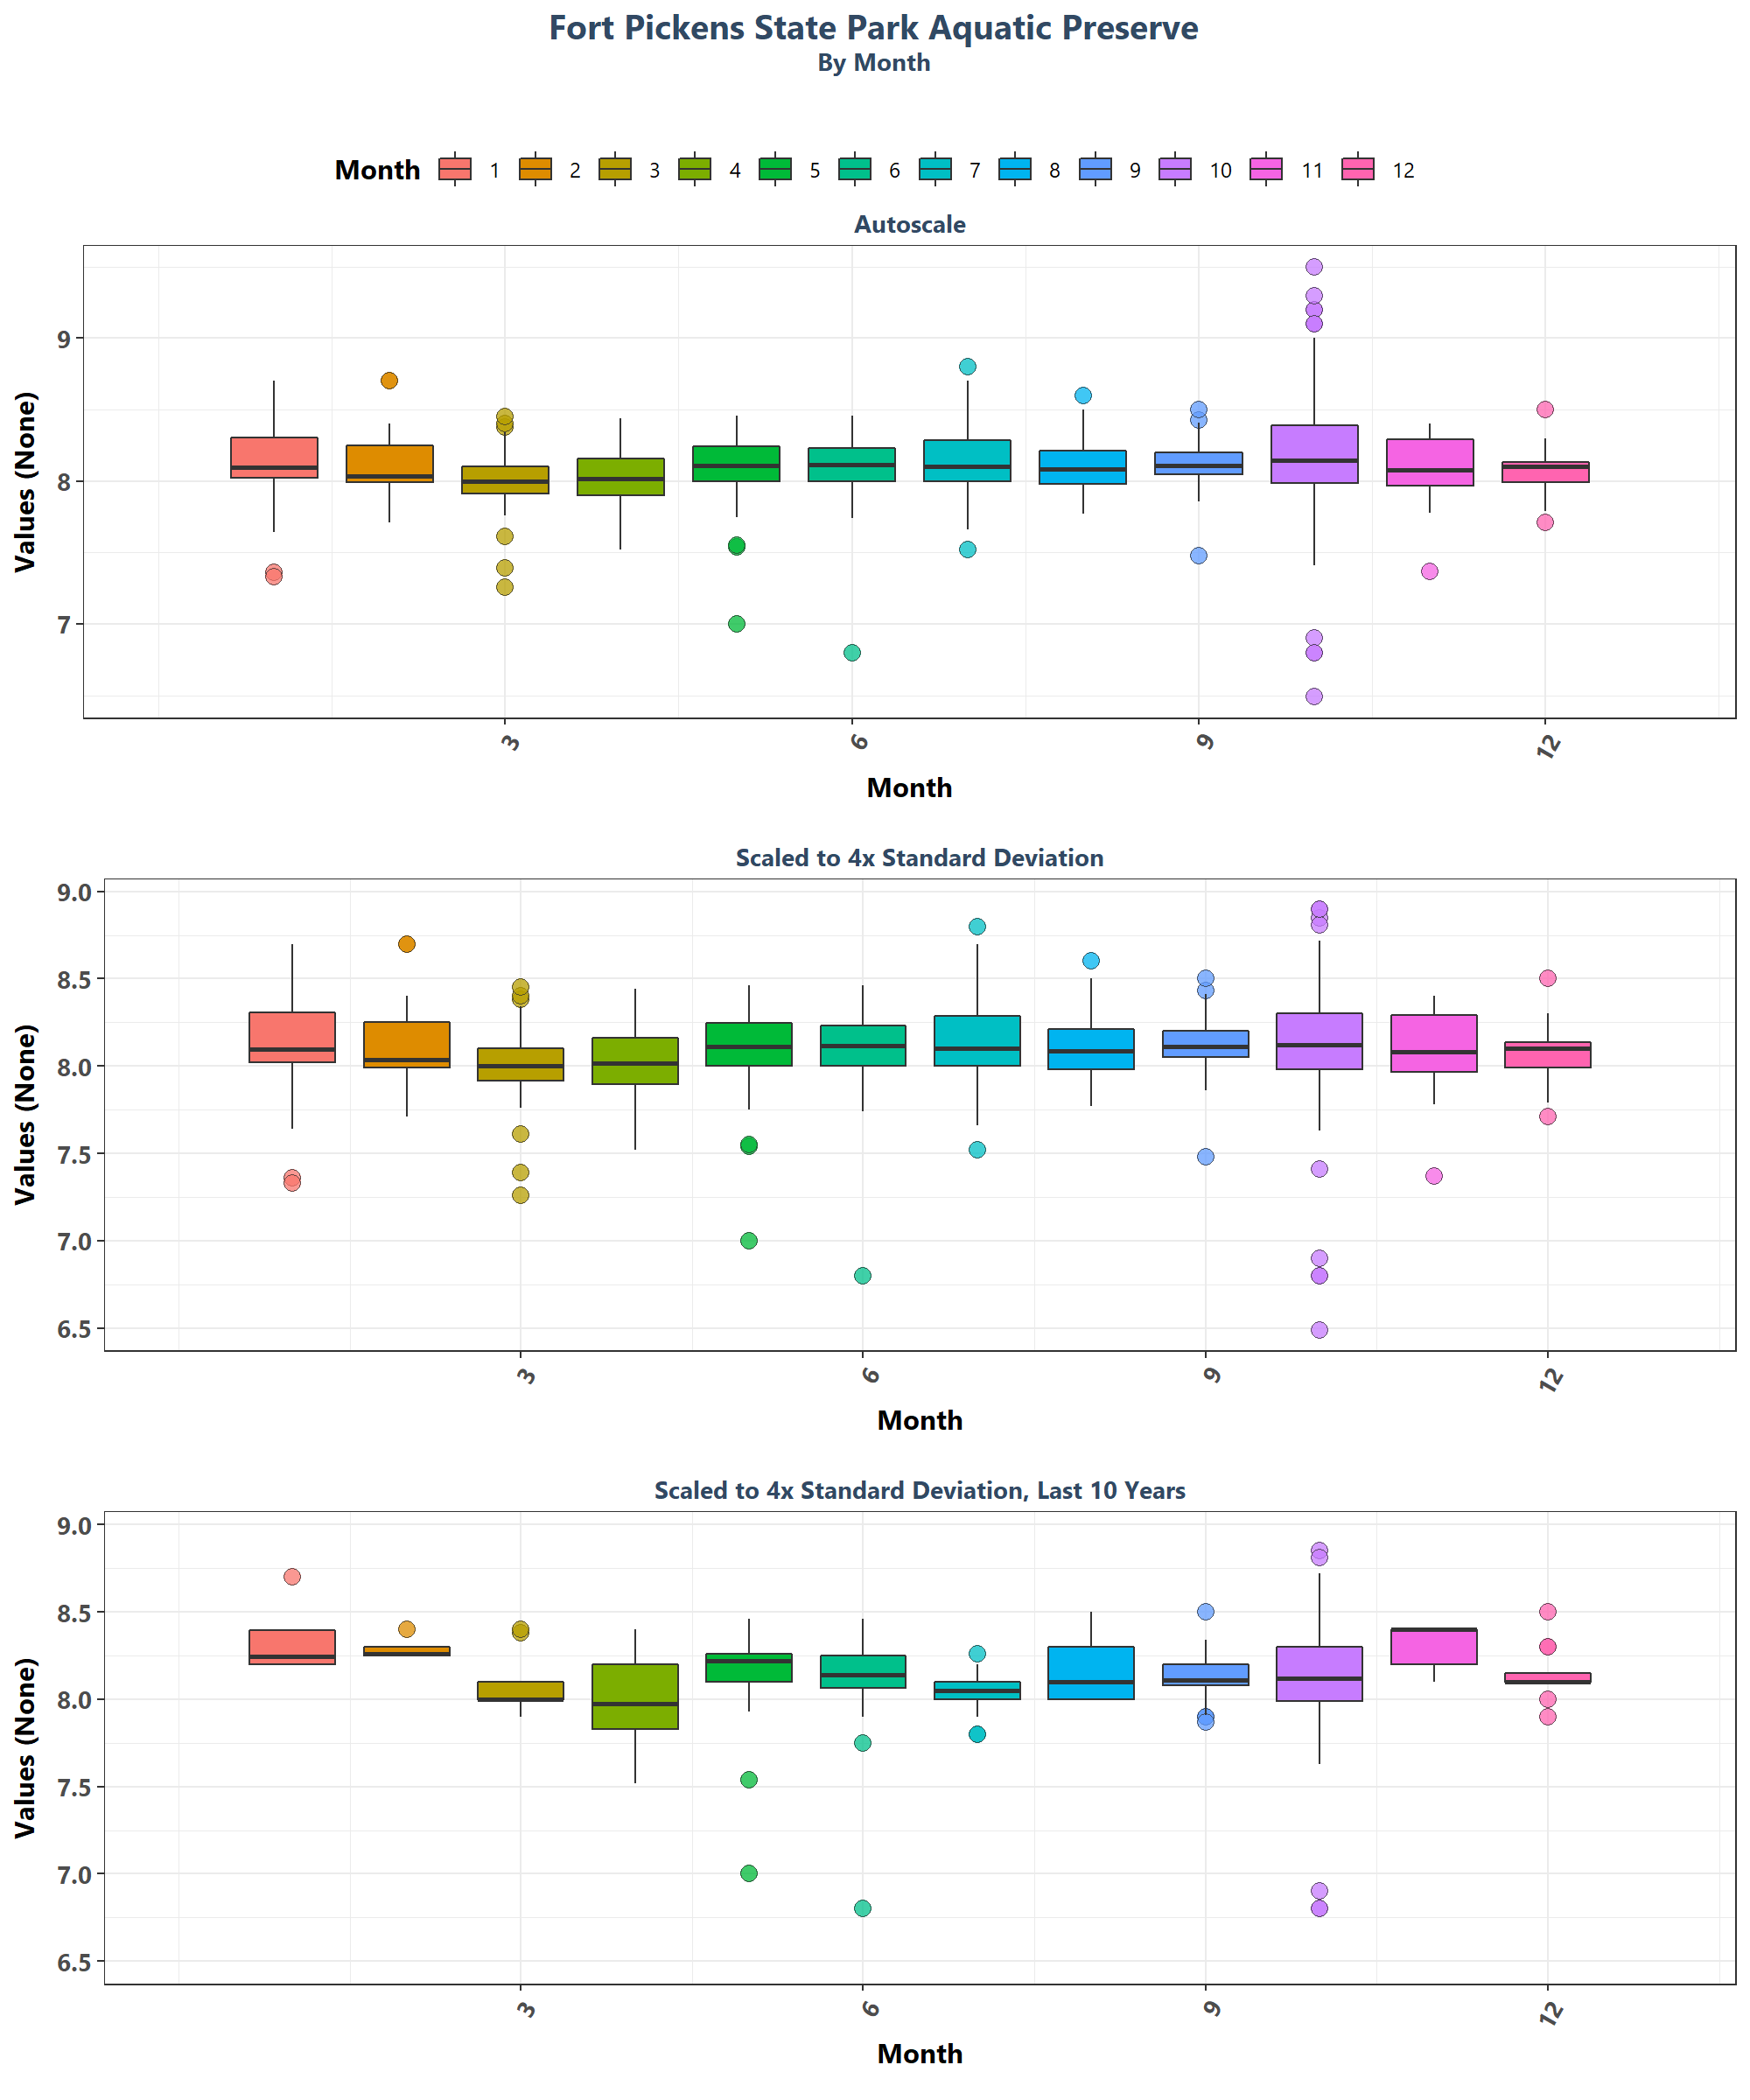 Fort Pickens State Park Aquatic Preserve
By Month
Month 1 2 3 4 5 6 7 8 9 10 11 12
Autoscale
Values (None)
9
8
7
3 6 9 12
Month
Scaled to 4x Standard Deviation
Values (None)
9.0
8.5
8.0
7.5
7.0
6.5
3 6 9 12
Month
Scaled to 4x Standard Deviation, Last 10 Years
Values (None)
9.0
8.5
8.0
7.5
7.0
6.5
3 6 9 12
Month